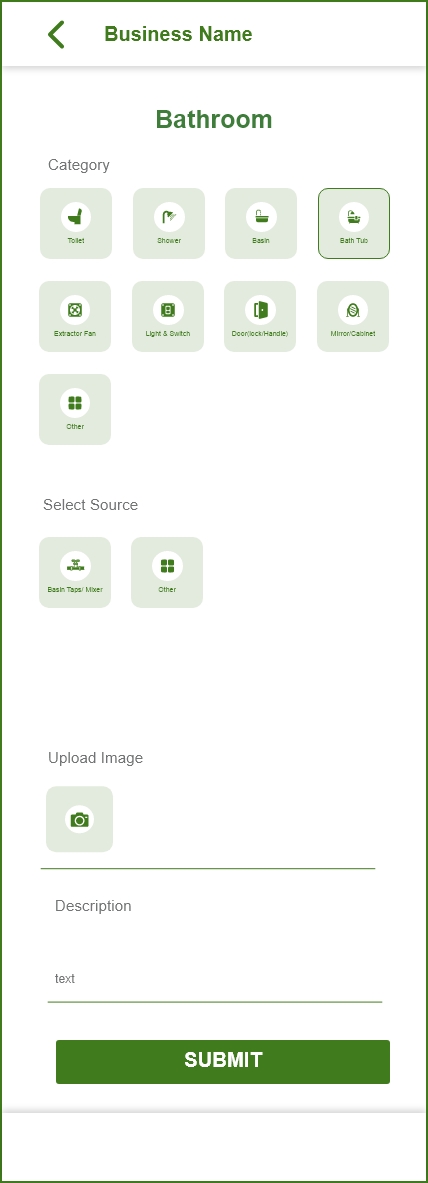 Business Name
Bathroom
Category
Toilet
Shower
Basin
Bath Tub
Extractor Fan
Light & Switch
Door(lock/Handle)
Mirror/Cabinet
Other
Select Source
Basin Taps/ Mixer
Other
Upload Image
Description
text
SUBMIT